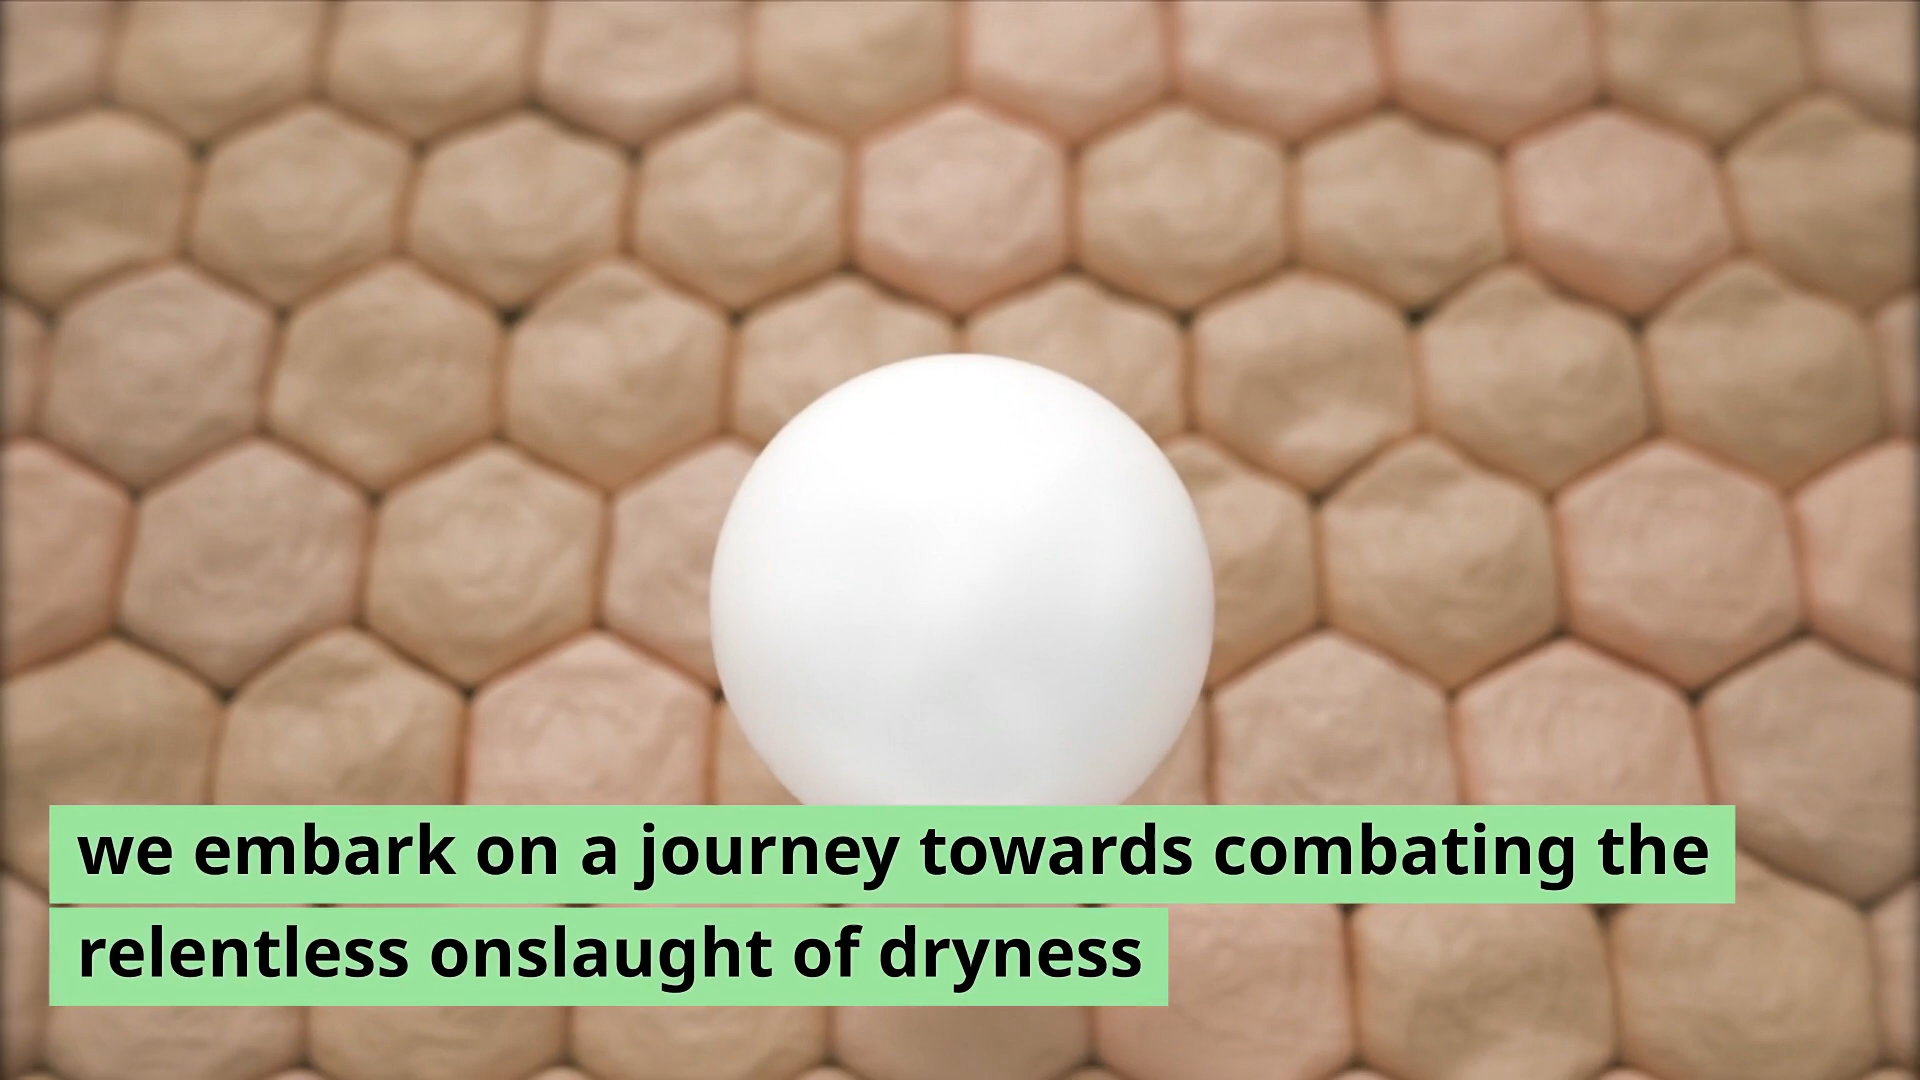 we embark on a journey towards combating the
relentless onslaught of dryness